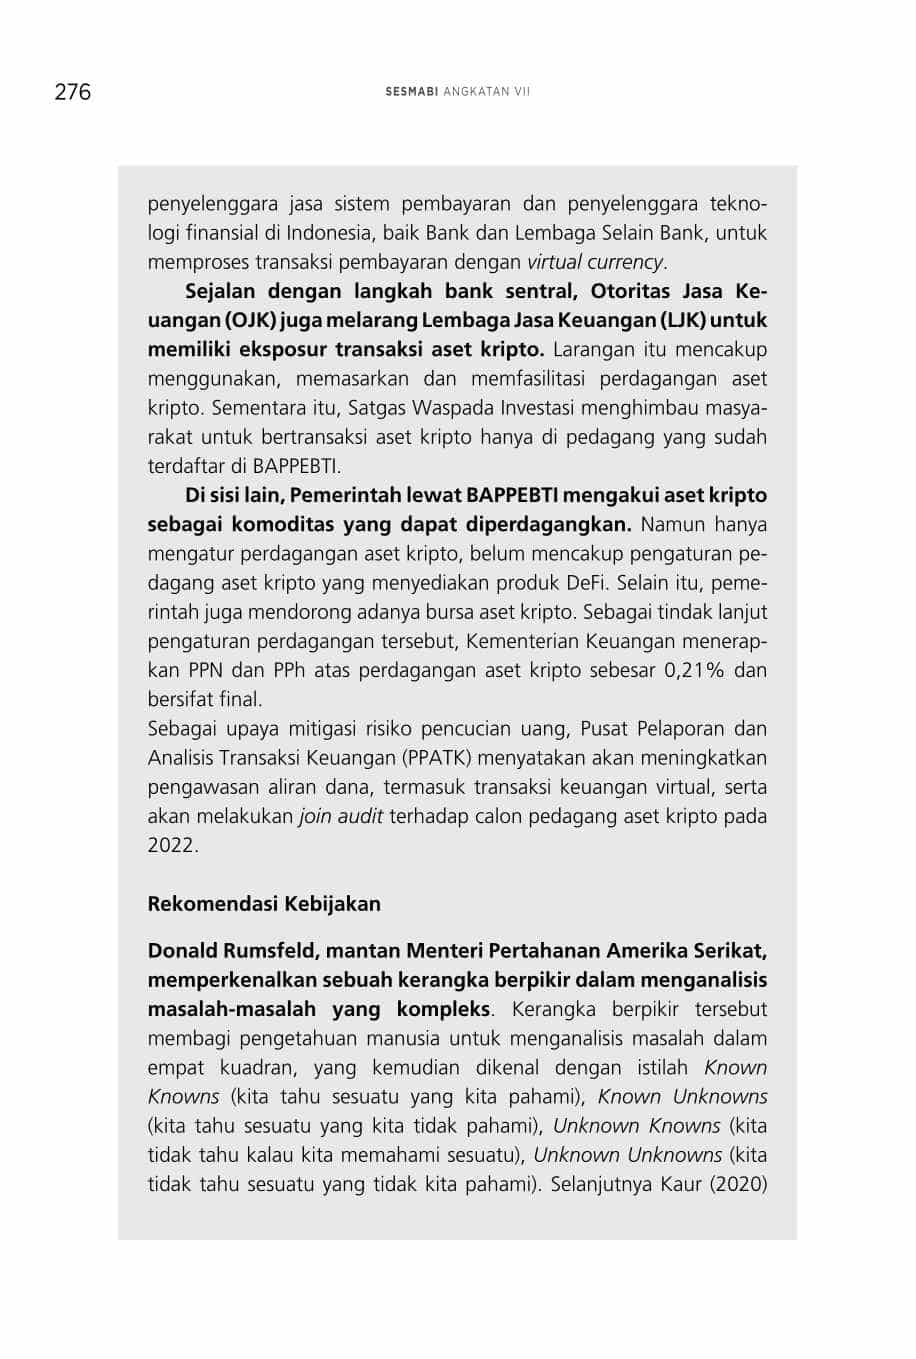 276
SESMABI ANGKATAN VII
penyelenggara jasa sistem pembayaran dan penyelenggara tekno-
logi finansial di Indonesia, baik Bank dan Lembaga Selain Bank, untuk
memproses transaksi pembayaran dengan virtual currency.
Sejalan dengan langkah bank sentral, Otoritas Jasa Ke-
uangan (OJK) juga melarang Lembaga Jasa Keuangan (LJK) untuk
memiliki eksposur transaksi aset kripto. Larangan itu mencakup
menggunakan, memasarkan dan memfasilitasi perdagangan aset
kripto. Sementara itu, Satgas Waspada Investasi menghimbau masya-
rakat untuk bertransaksi aset kripto hanya di pedagang yang sudah
terdaftar di BAPPEBTI.
Di sisi lain, Pemerintah lewat BAPPEBTI mengakui aset kripto
sebagai komoditas yang dapat diperdagangkan. Namun hanya
mengatur perdagangan aset kripto, belum mencakup pengaturan pe-
dagang aset kripto yang menyediakan produk DeFi. Selain itu, peme-
rintah juga mendorong adanya bursa aset kripto. Sebagai tindak lanjut
pengaturan perdagangan tersebut, Kementerian Keuangan menerap-
kan PPN dan PPh atas perdagangan aset kripto sebesar 0,21% dan
bersifat final.
Sebagai upaya mitigasi risiko pencucian uang, Pusat Pelaporan dan
Analisis Transaksi Keuangan (PPATK) menyatakan akan meningkatkan
pengawasan aliran dana, termasuk transaksi keuangan virtual, serta
akan melakukan join audit terhadap calon pedagang aset kripto pada
2022.
Rekomendasi Kebijakan
Donald Rumsfeld, mantan Menteri Pertahanan Amerika Serikat,
memperkenalkan sebuah kerangka berpikir dalam menganalisis
masalah-masalah yang kompleks. Kerangka berpikir tersebut
membagi pengetahuan manusia untuk menganalisis masalah dalam
empat kuadran, yang kemudian dikenal dengan istilah Known
Knowns (kita tahu sesuatu yang kita pahami), Known Unknowns
(kita tahu sesuatu yang kita tidak pahami), Unknown Knowns (kita
tidak tahu kalau kita memahami sesuatu), Unknown Unknowns (kita
tidak tahu sesuatu yang tidak kita pahami). Selanjutnya Kaur (2020)